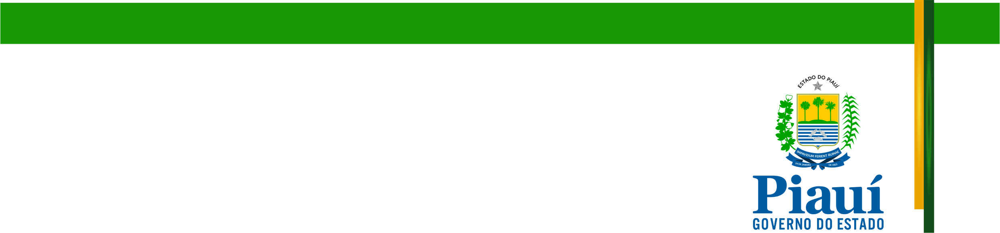 ESTADO DO PIAUÍ
IMPAVIDUM FERIENT RUINAE
24 DE JANEIRO DE 1823
Piauí
GOVERNO DO ESTADO